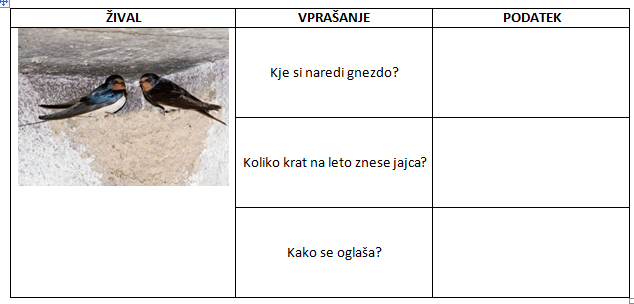 ŽIVAL VPRAŠANJE PODATEK
Kje si naredi gnezdo?
Koliko krat na leto znese jajca?
Kako se oglaša?